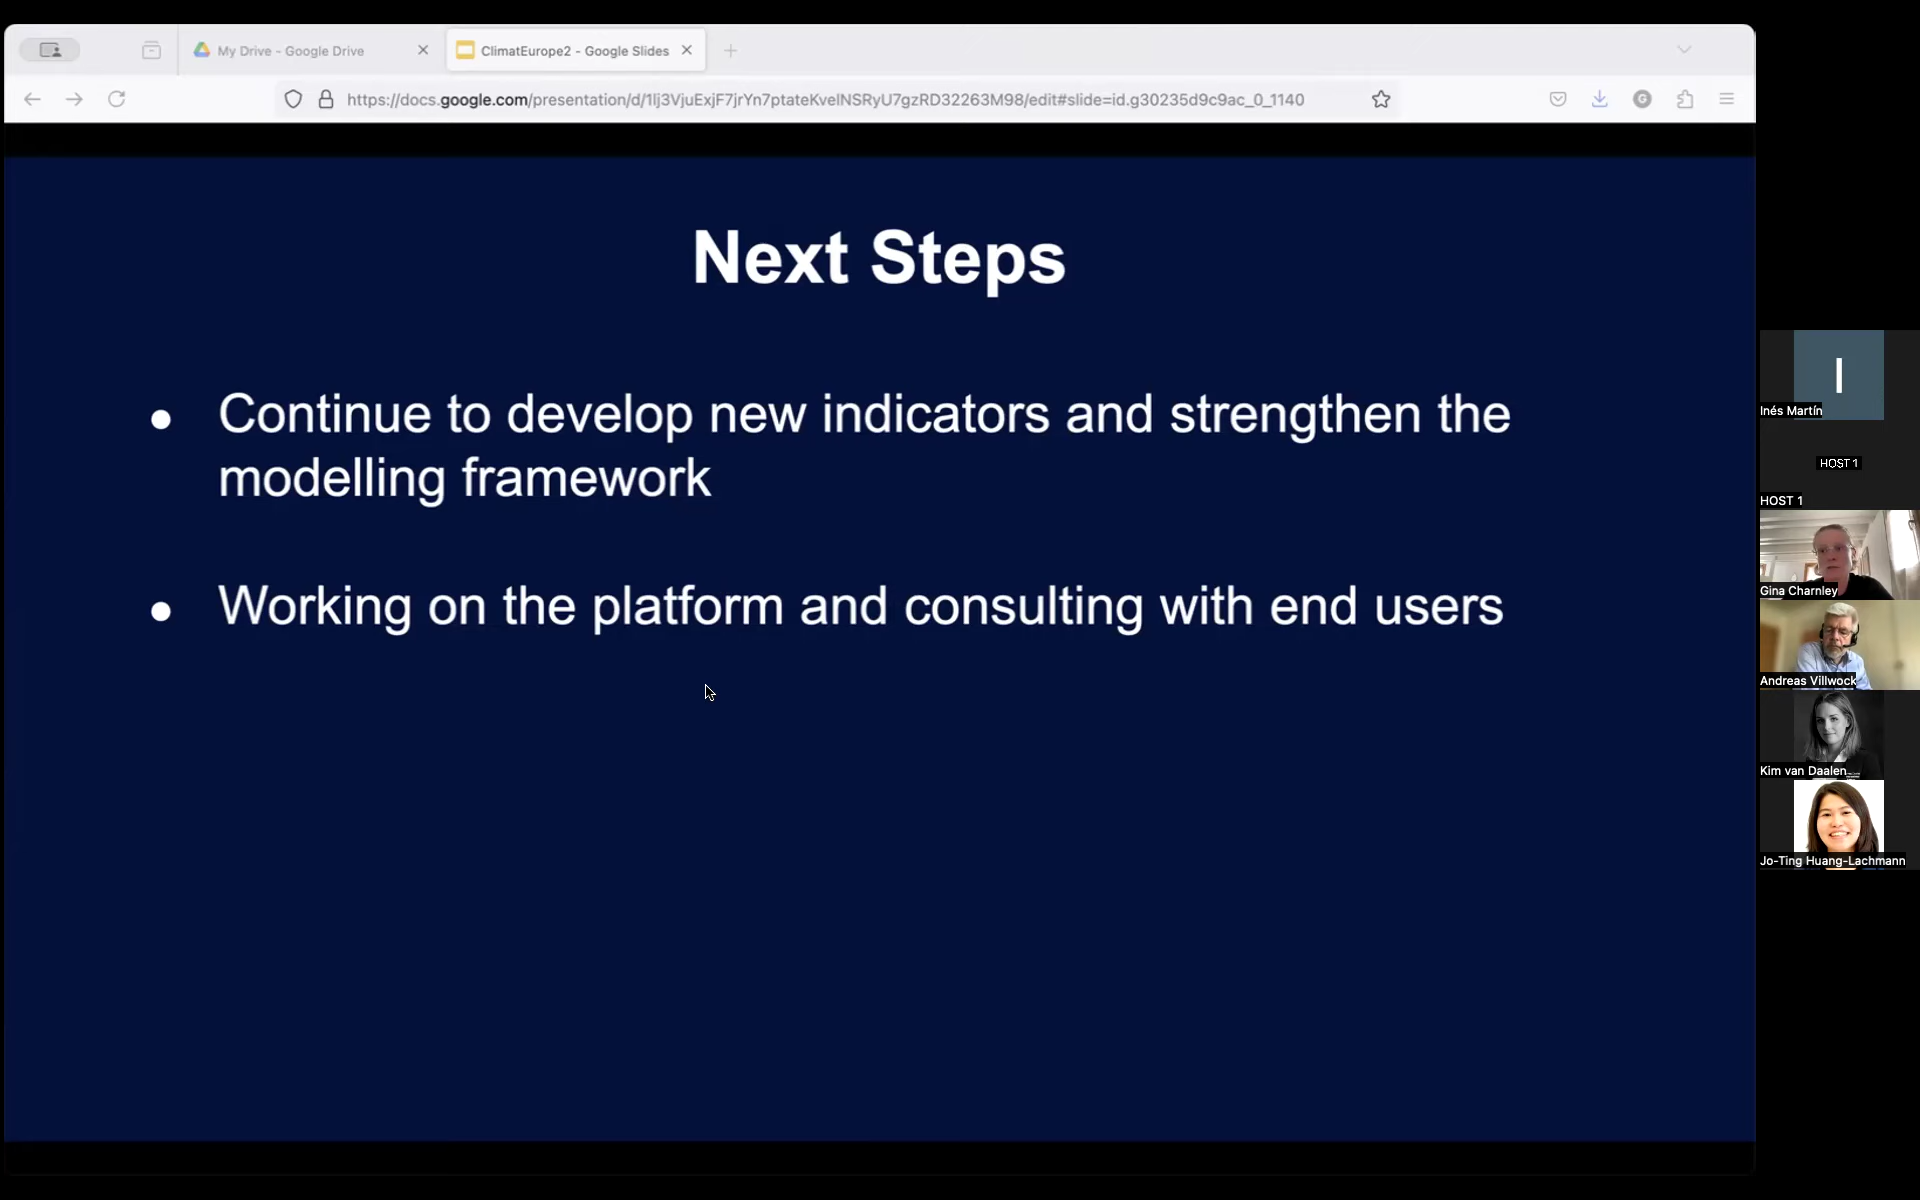 My Drive - Google Drive
ClimatEurope2 - Google Slides
https://docs.google.com/presentation/d/1lj3VjuExjF7jrYn7ptateKvelNSRyU7gzRD32263M98/edit#slide=id.g30235d9c9ac_0_1140
G
Next Steps
● Continue to develop new indicators and strengthen the
modelling framework
● Working on the platform and consulting with end users
I
Inés Martín
HOST 1
HOST 1
Gina Charnley
Andreas Villwock
Kim van Daalen
Jo-Ting Huang-Lachmann